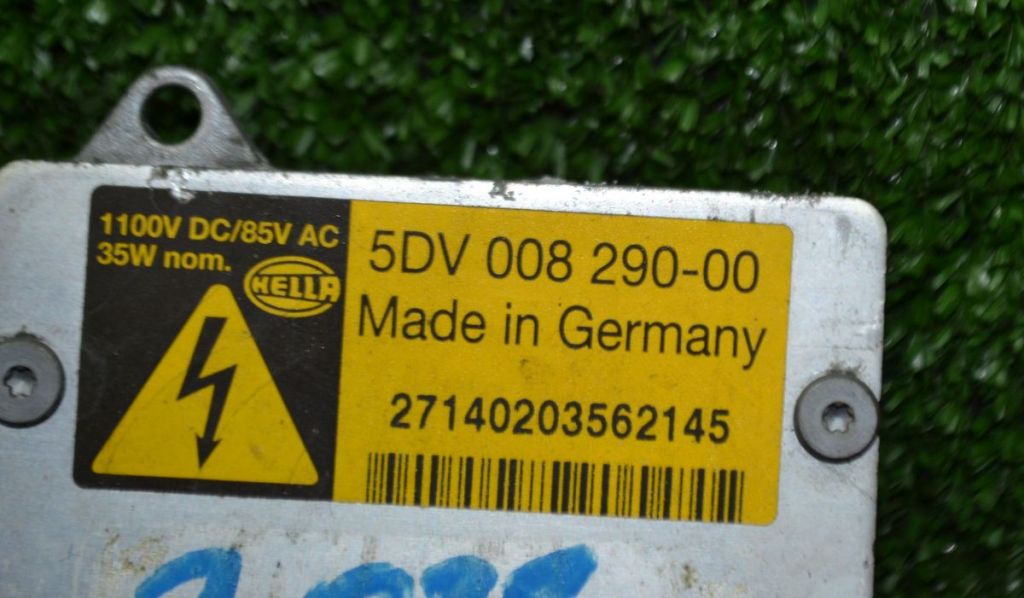 1100V DC/85V AC
35W nom.
HELLA
5DV 008 290-00
Made in Germany
27140203562145